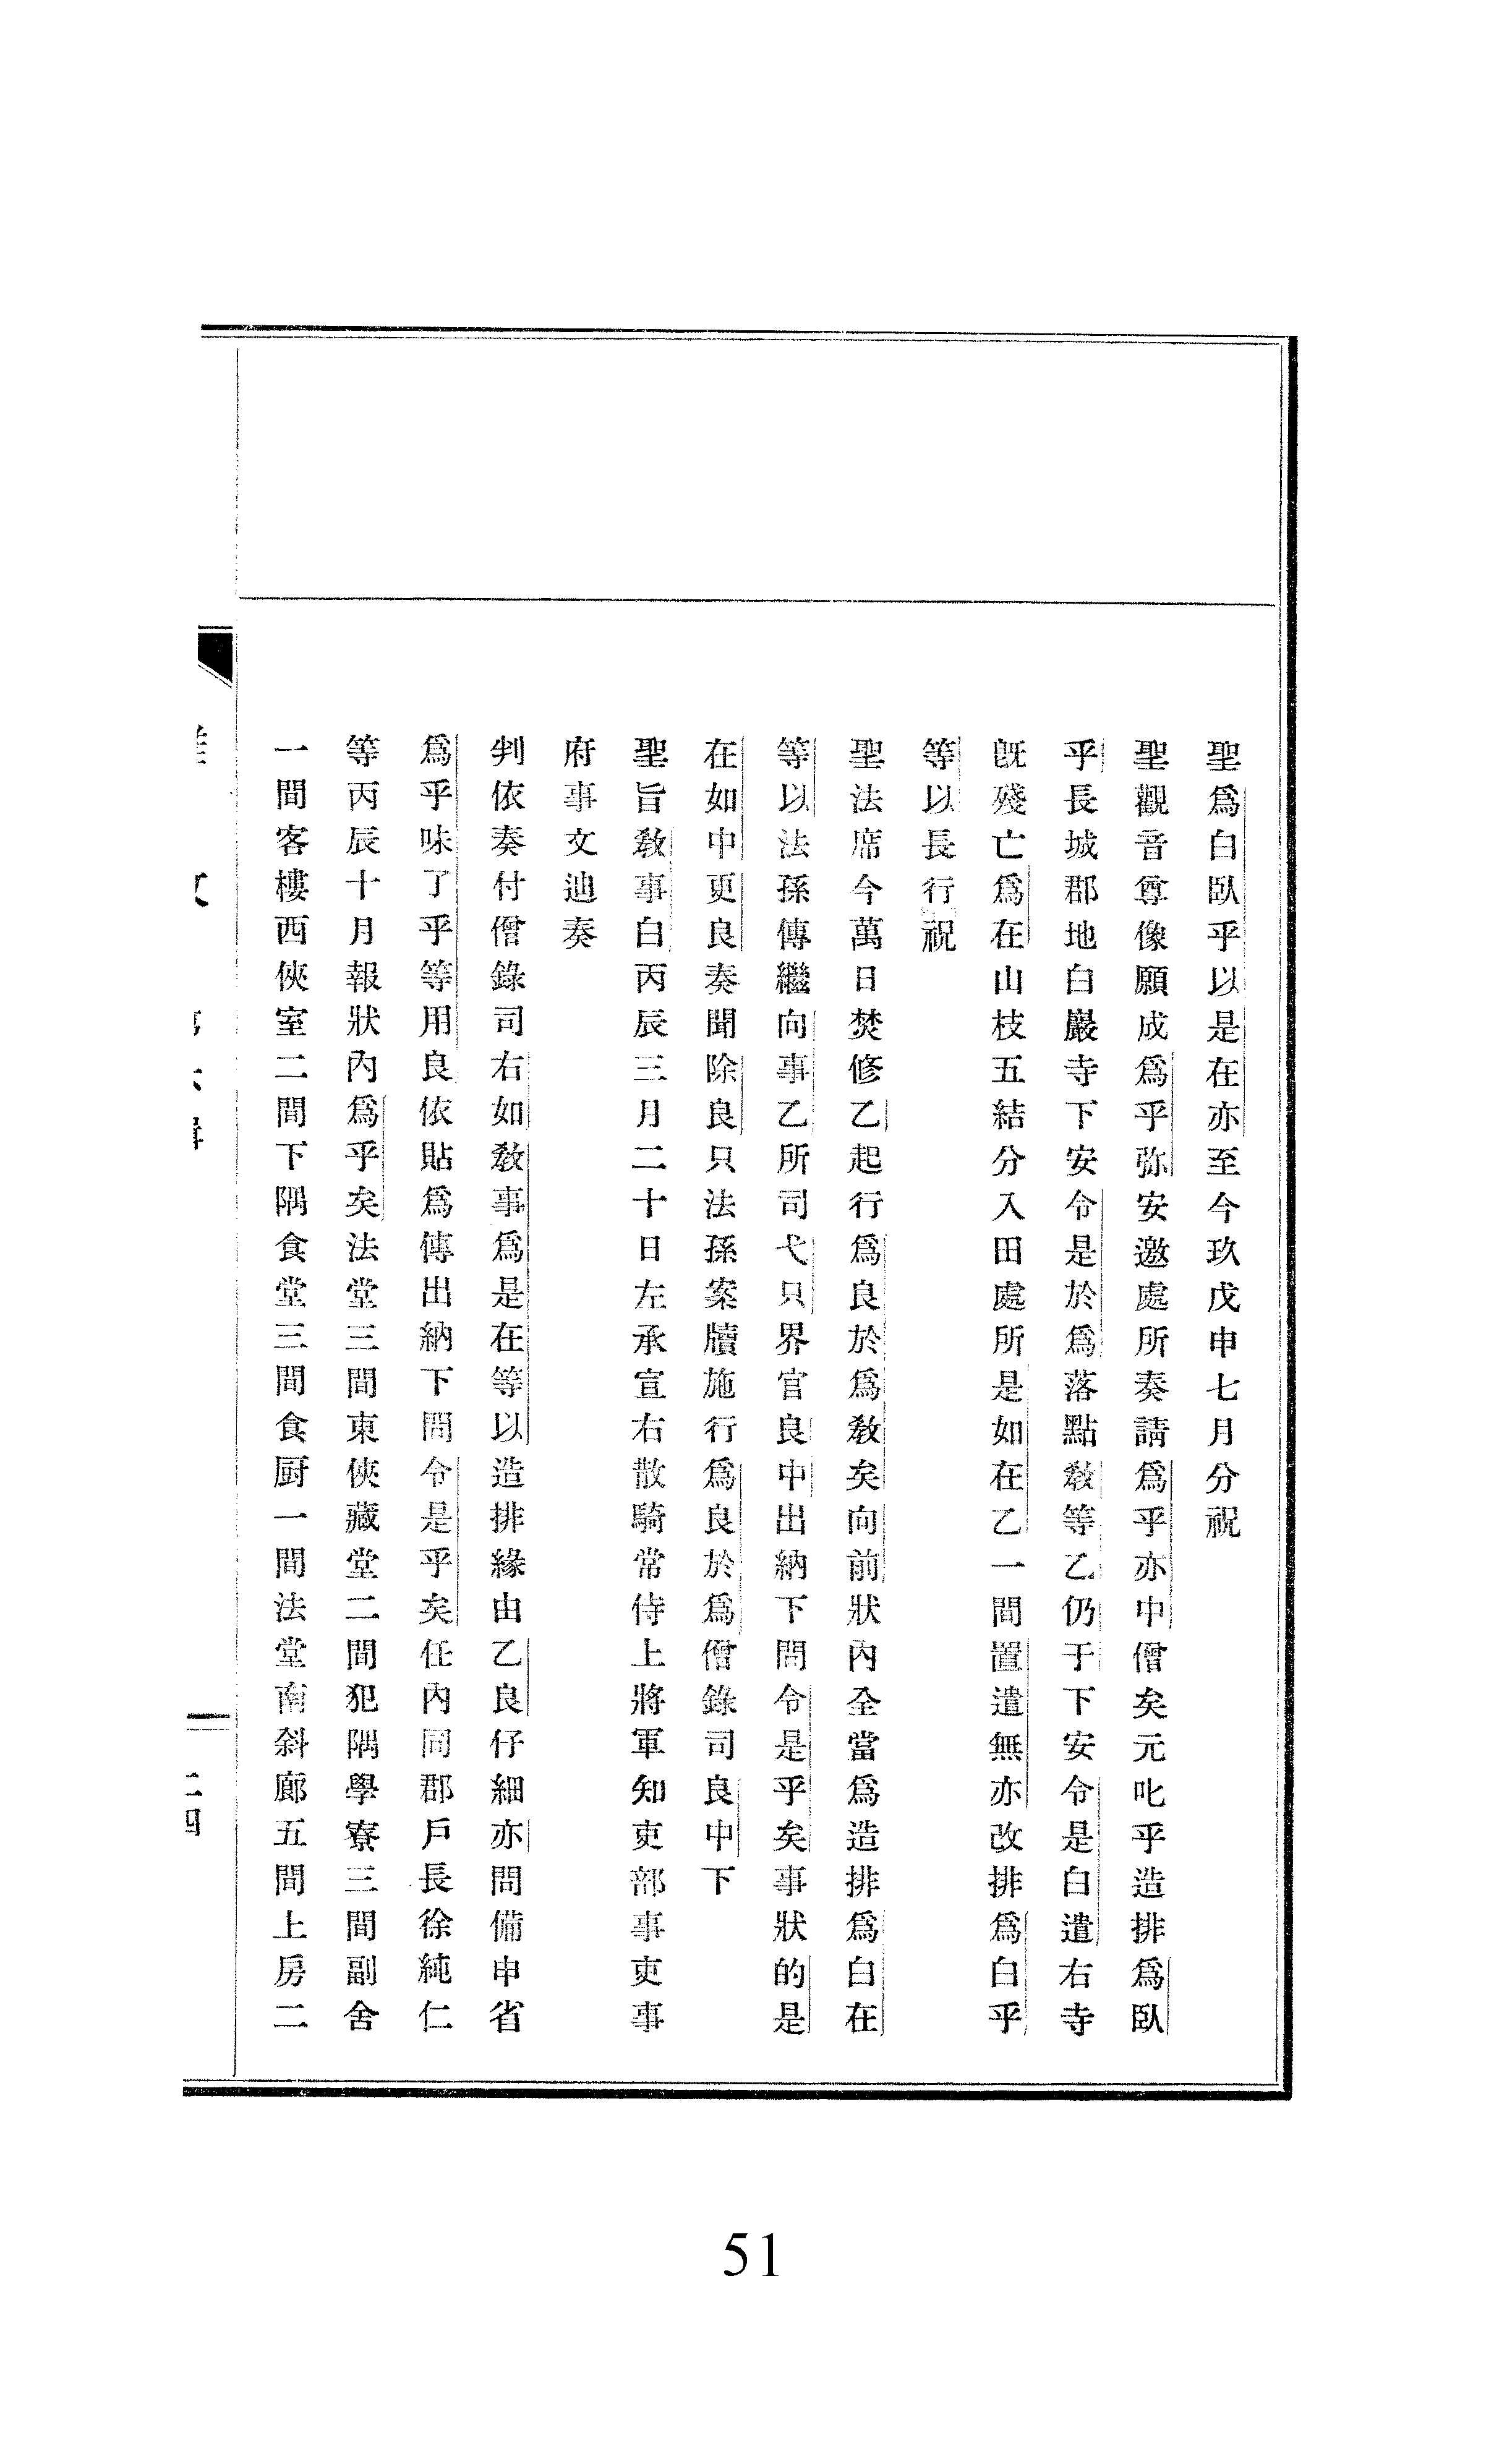 聖爲白臥乎以是在亦至今玖戊申七月分祝
聖觀音尊像願成爲乎弥安邀處所奏請爲乎亦中僧矣元叱乎造排爲臥
乎長城郡地白巖寺下安令是於爲落點敎等乙仍于下安令是白遣右寺
旣殘亡爲在山枝五結分入田處所是如在乙一間置遣無亦改排爲白乎
等以長行祝
聖法席今萬日焚修乙起行爲良於爲敎矣向前狀內全當爲造排爲白在
等以法孫傳繼向事乙所司弋只界官良中出納下問令是乎矣事狀的是
在如中更良奏聞除良只法孫案牘施行爲良於爲僧錄司良中下
聖旨敎事白丙辰三月二十日左承宣右散騎常侍上將軍知吏部事吏事
府事文迪奏
判依奏付僧錄司右如敎事爲是在等以造排緣由乙良仔細亦問備申省
爲乎味了乎等用良依貼爲傳出納下問令是乎矣任內同郡戶長徐純仁
等丙辰十月報狀內爲乎矣法堂三間東俠藏堂二間犯隅學寮三間副舍
一間客樓西俠室二間下隅食堂三間食厨一間法堂南斜廊五間上房二
二四
51